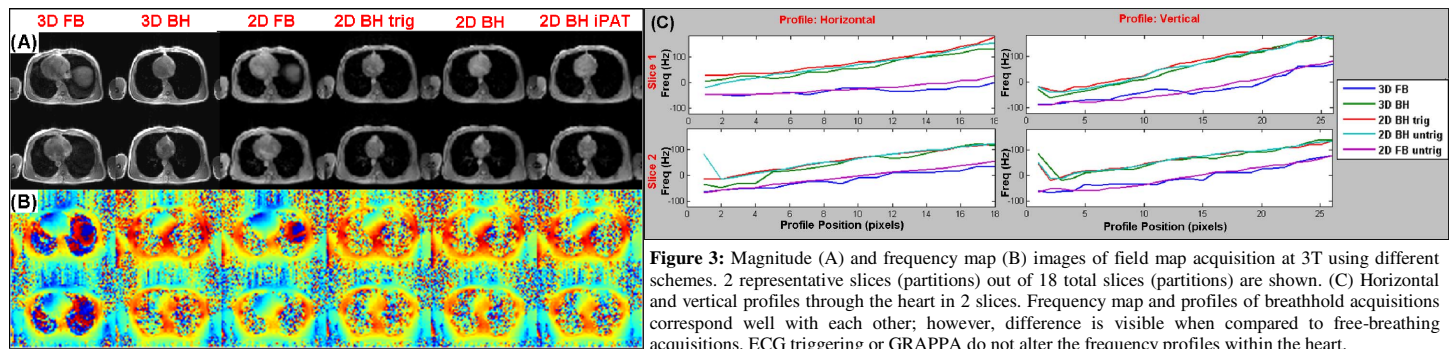 3D FB 3D BH 2D FB 2D BH trig 2D BH 2D BH iPAT
(A)
(B)
(C) Profile: Horizontal Profile: Vertical
Slice 1
Freq (Hz)
100
0
-100
0 2 4 6 8 10 12 14 16 18
Freq (Hz)
100
0
-100
0 5 10 15 20 25
Slice 2
Freq (Hz)
100
0
-100
0 2 4 6 8 10 12 14 16 18
Freq (Hz)
100
0
-100
0 5 10 15 20 25
Profile Position (pixels) Profile Position (pixels)
3D FB
3D BH
2D BH trig
2D BH untrig
2D FB untrig
Figure 3: Magnitude (A) and frequency map (B) images of field map acquisition at 3T using different
schemes. 2 representative slices (partitions) out of 18 total slices (partitions) are shown. (C) Horizontal
and vertical profiles through the heart in 2 slices. Frequency map and profiles of breathhold acquisitions
correspond well with each other; however, difference is visible when compared to free-breathing
acquisitions. ECG triggering or GRAPPA do not alter the frequency profiles within the heart.